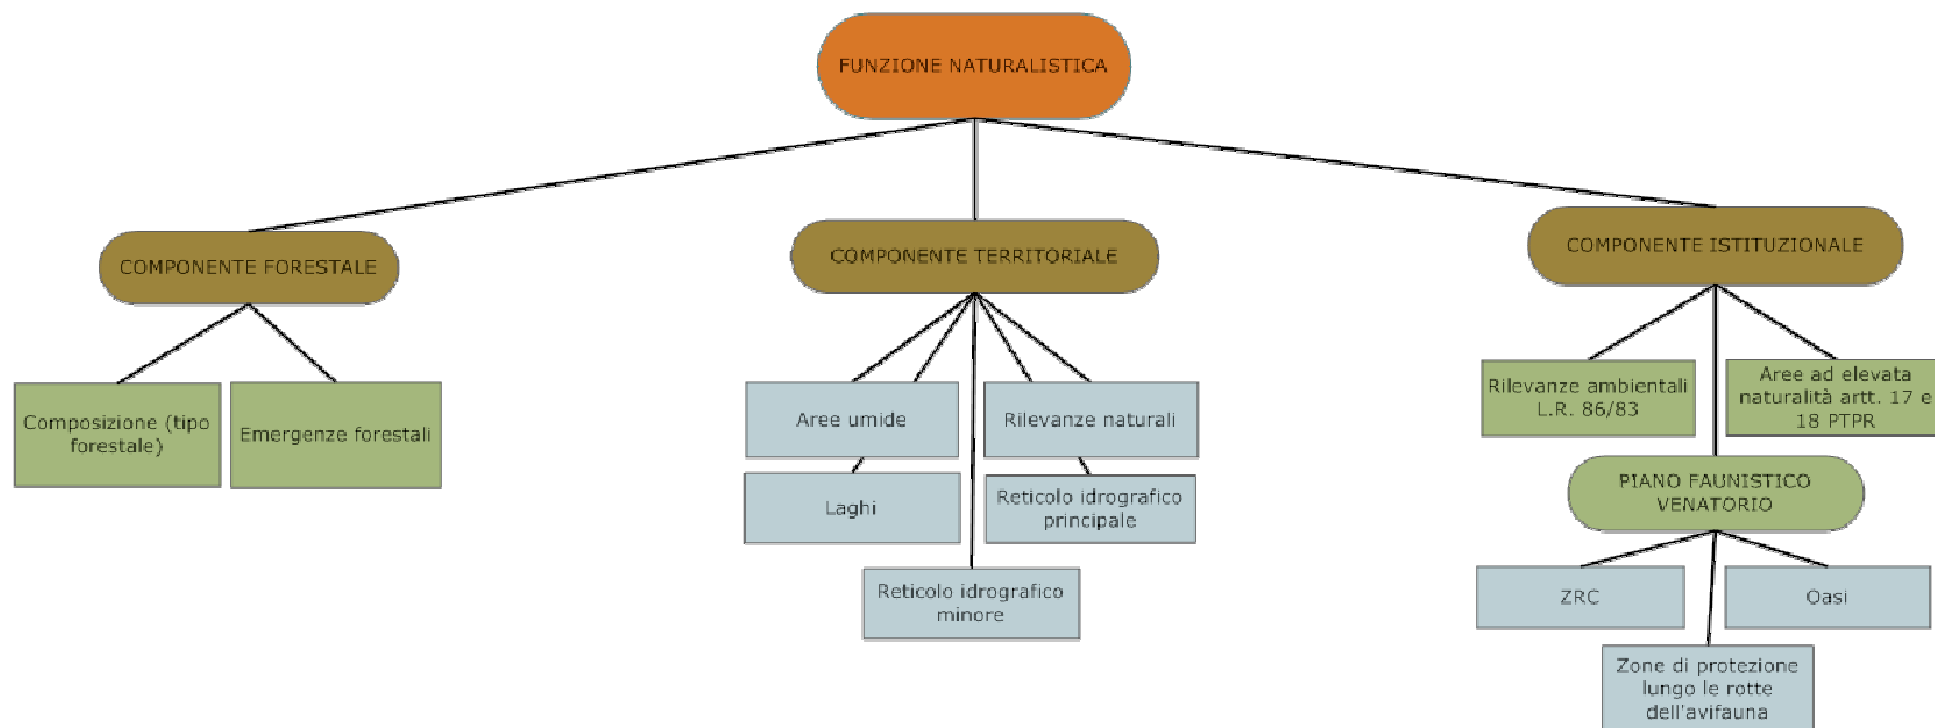 FUNZIONE NATURALISTICA
COMPONENTE FORESTALE
COMPONENTE TERRITORIALE
COMPONENTE ISTITUZIONALE
Composizione (tipo
forestale)
Emergenze forestali
Aree umide
Rilevanze naturali
Laghi
Reticolo idrografico
principale
Reticolo idrografico
minore
Rilevanze ambientali
L.R. 86/83
Aree ad elevata
naturalità artt. 17 e
18 PTPR
PIANO FAUNISTICO
VENATORIO
ZRC
Oasi
Zone di protezione
lungo le rotte
dell'avifauna